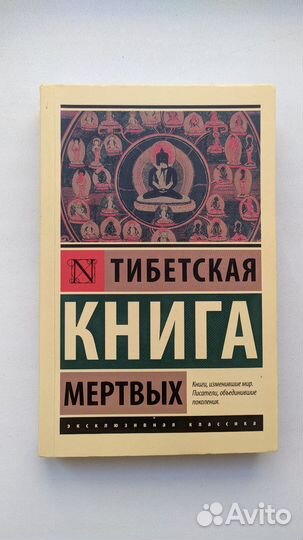 N ТИБЕТСКАЯ
КНИГА
МЕРТВЫХ
Книги, изменившие мир.
Писатели, объединившие
поколения.
эксклюзивная классика
Avito